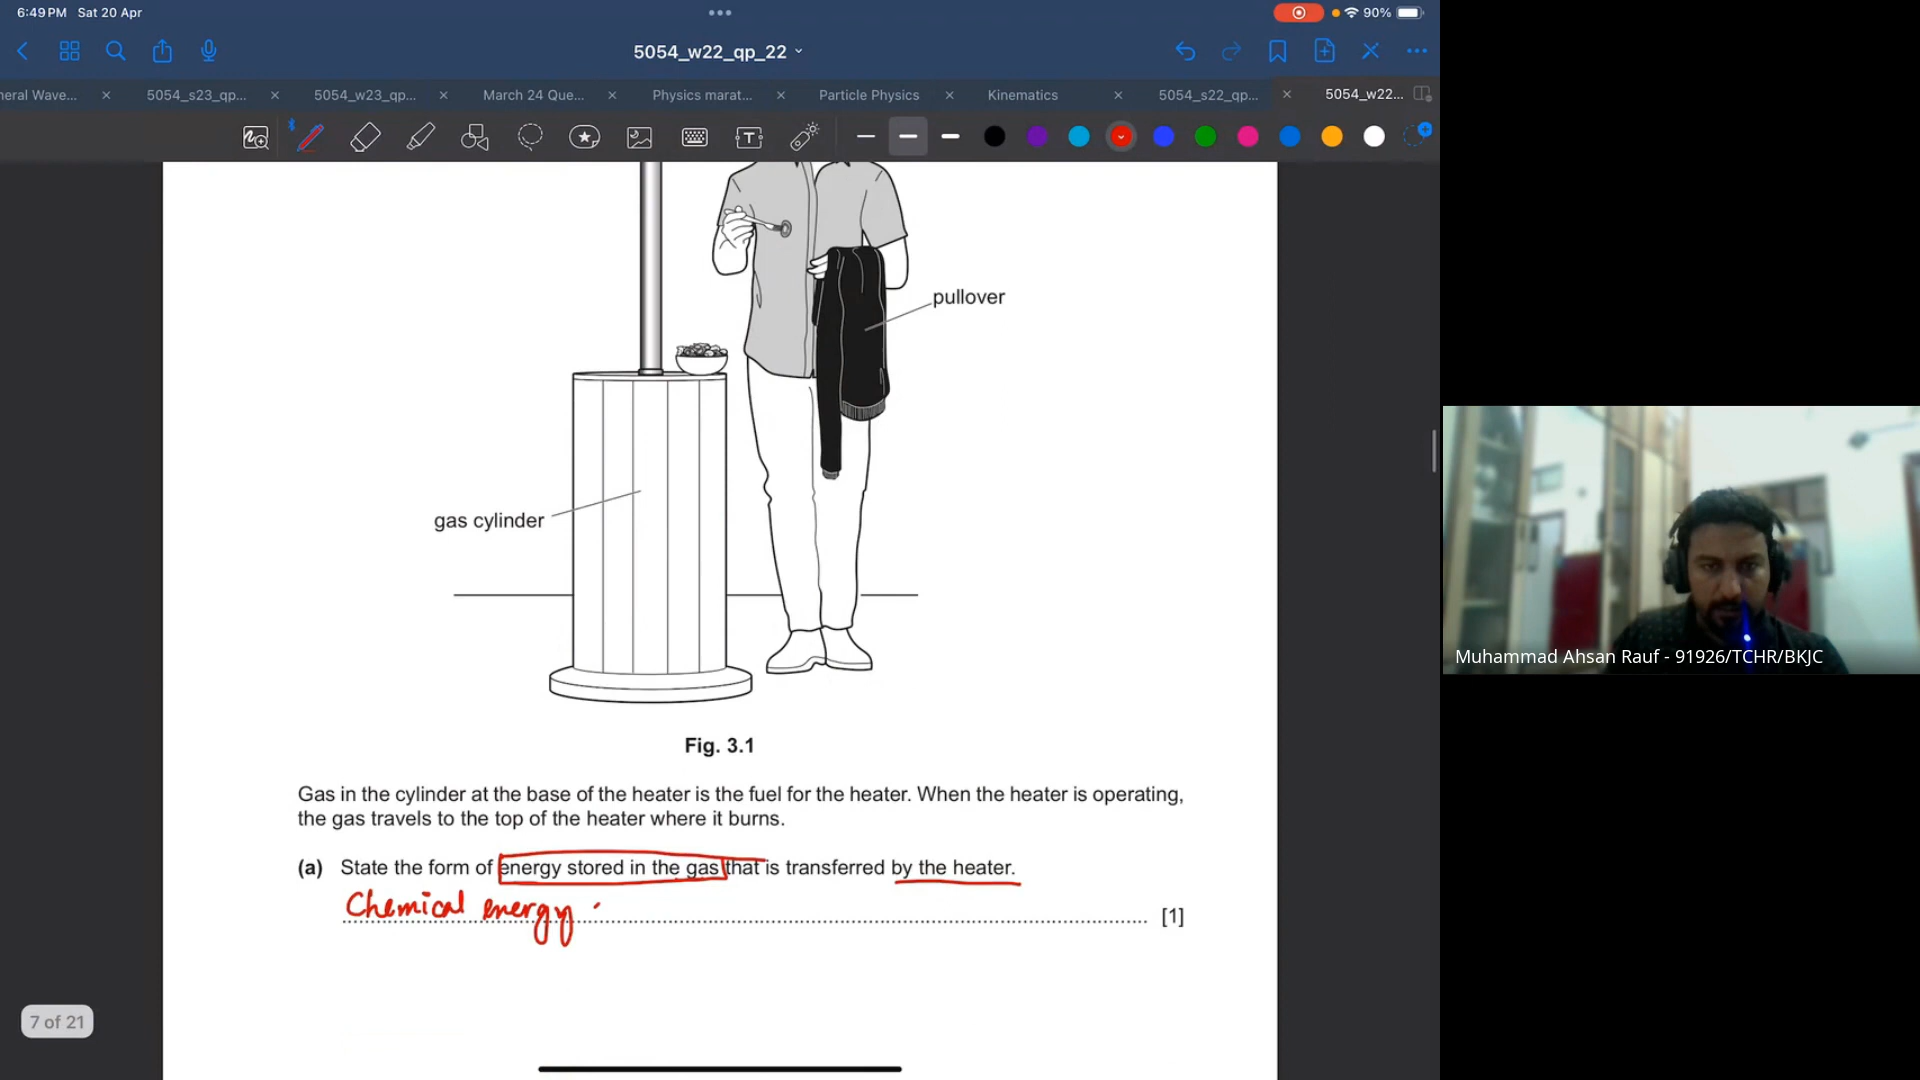 6:49 PM Sat 20 Apr
90%
5054_w22_qp_22
neral Wave...
5054_s23_qp...
5054_w23_qp...
March 24 Que...
Physics marat...
Particle Physics
Kinematics
5054_s22_qp...
5054_w22...
pullover
gas cylinder
Fig. 3.1
Gas in the cylinder at the base of the heater is the fuel for the heater. When the heater is operating,
the gas travels to the top of the heater where it burns.
(a) State the form of energy stored in the gas that is transferred by the heater.
Chemical energy .
[1]
7 of 21
Muhammad Ahsan Rauf - 91926/TCHR/BKJC